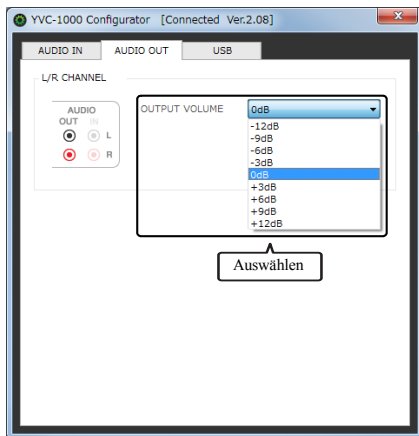 YVC-1000 Configurator [Connected Ver.2.08]
AUDIO IN AUDIO OUT USB
L/R CHANNEL
AUDIO
OUT IN
L
R
OUTPUT VOLUME 0dB
-12dB
-9dB
-6dB
-3dB
0dB
+3dB
+6dB
+9dB
+12dB
Auswählen